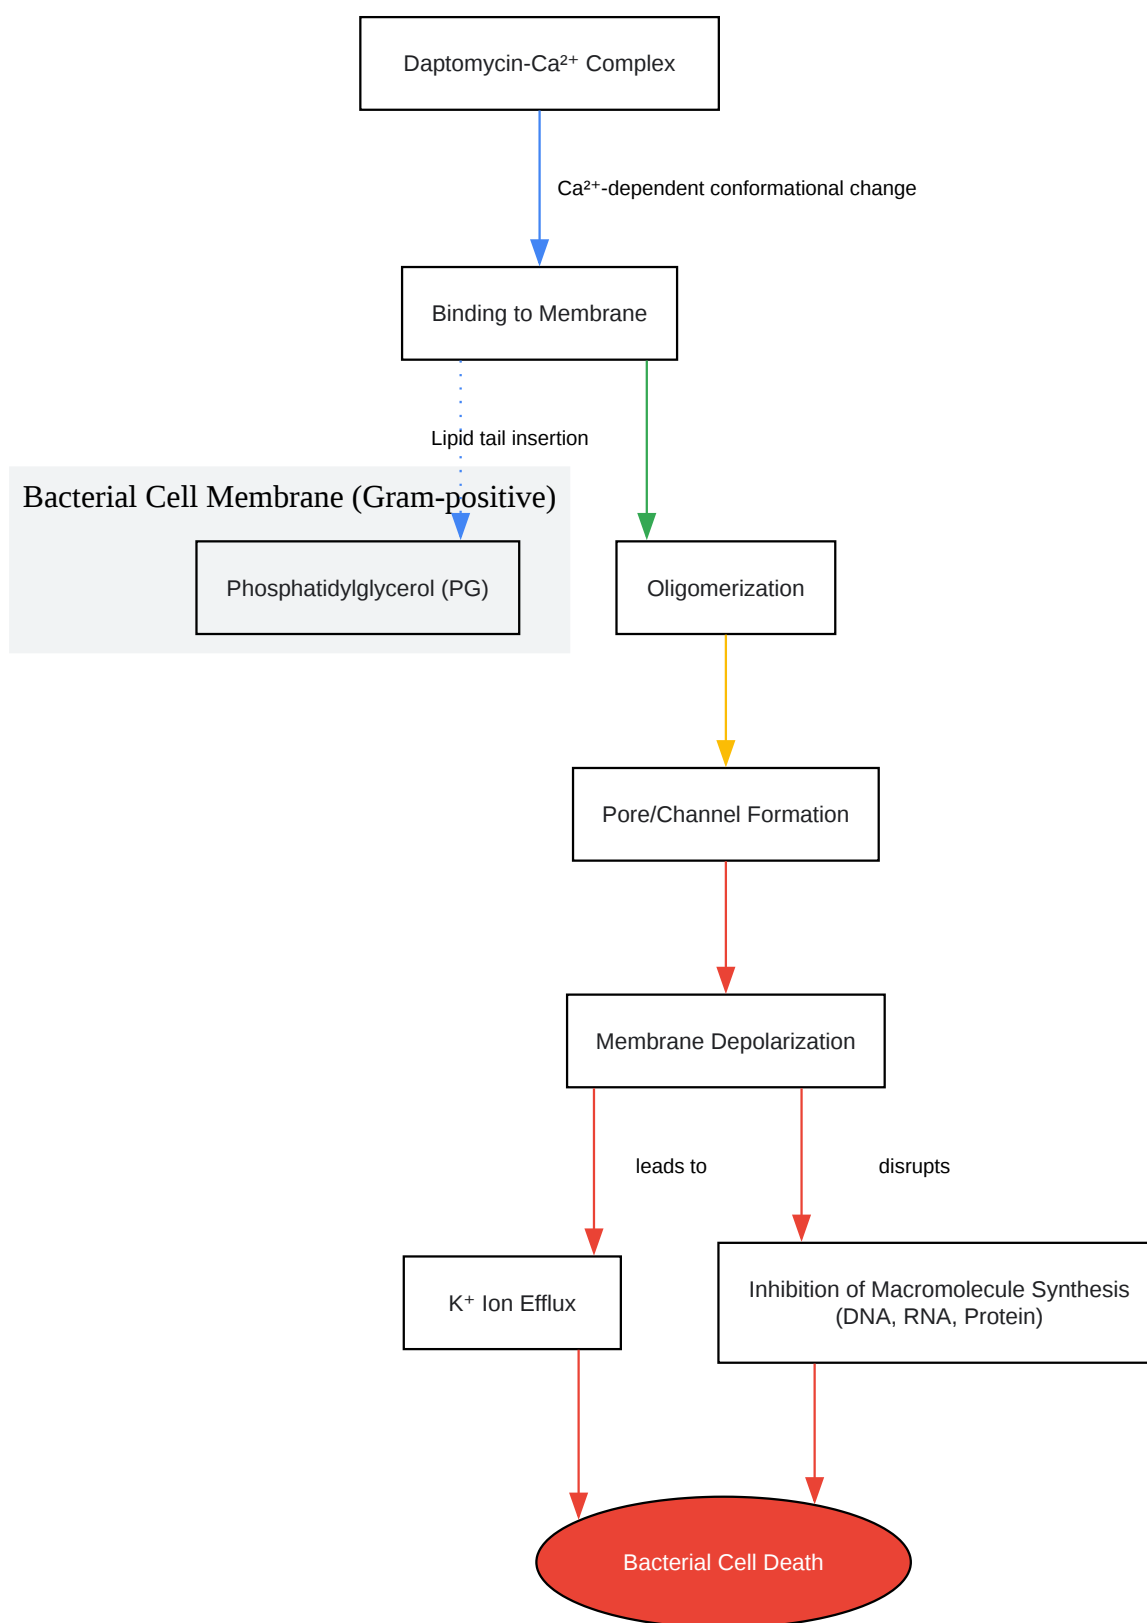 Daptomycin-Ca²⁺ Complex
Ca²⁺-dependent conformational change
Binding to Membrane
Lipid tail insertion
Bacterial Cell Membrane (Gram-positive)
Phosphatidylglycerol (PG)
Oligomerization
Pore/Channel Formation
Membrane Depolarization
leads to
disrupts
K⁺ Ion Efflux
Inhibition of Macromolecule Synthesis
(DNA, RNA, Protein)
Bacterial Cell Death